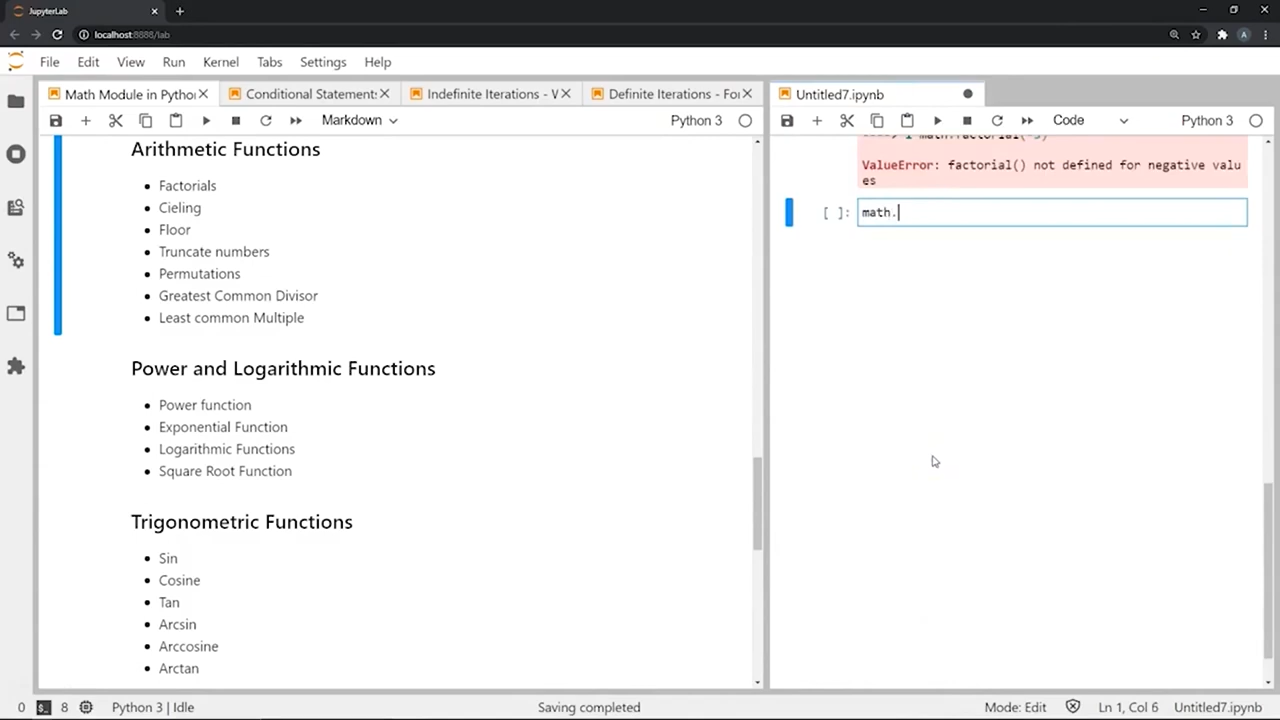 JupyterLab
localhost:8888/lab
A
File Edit View Run Kernel Tabs Settings Help
Math Module in Python
Conditional Statements
Indefinite Iterations - W
Definite Iterations - For
Untitled7.ipynb
Markdown
Python 3
Code
Python 3
Arithmetic Functions
Factorials
Cieling
Floor
Truncate numbers
Permutations
Greatest Common Divisor
Least common Multiple
Power and Logarithmic Functions
Power function
Exponential Function
Logarithmic Functions
Square Root Function
Trigonometric Functions
Sin
Cosine
Tan
Arcsin
Arccosine
Arctan
ValueError: factorial() not defined for negative valu
es
[ ]: math.
0 8 Python 3 | Idle Saving completed Mode: Edit Ln 1, Col 6 Untitled7.ipynb